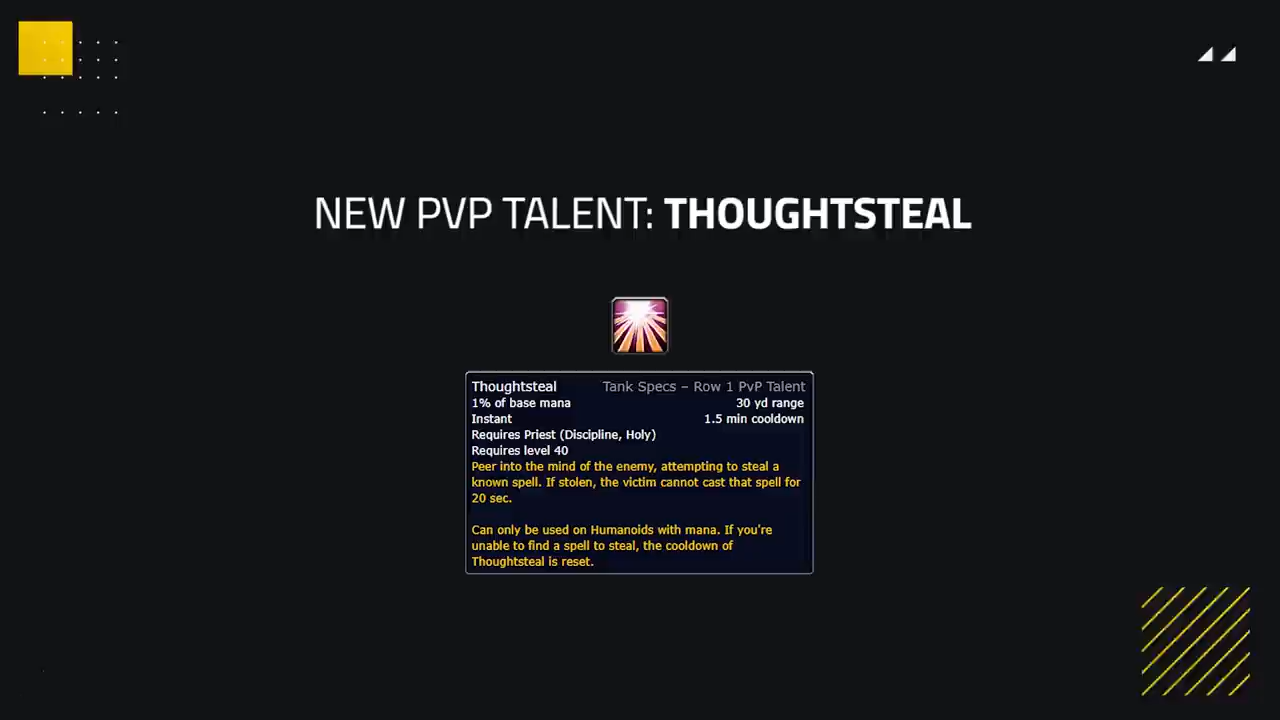 NEW PVP TALENT: THOUGHTSTEAL
Thoughtsteal Tank Specs – Row 1 PvP Talent
1% of base mana 30 yd range
Instant 1.5 min cooldown
Requires Priest (Discipline, Holy)
Requires level 40
Peer into the mind of the enemy, attempting to steal a
known spell. If stolen, the victim cannot cast that spell for
20 sec.
Can only be used on Humanoids with mana. If you're
unable to find a spell to steal, the cooldown of
Thoughtsteal is reset.